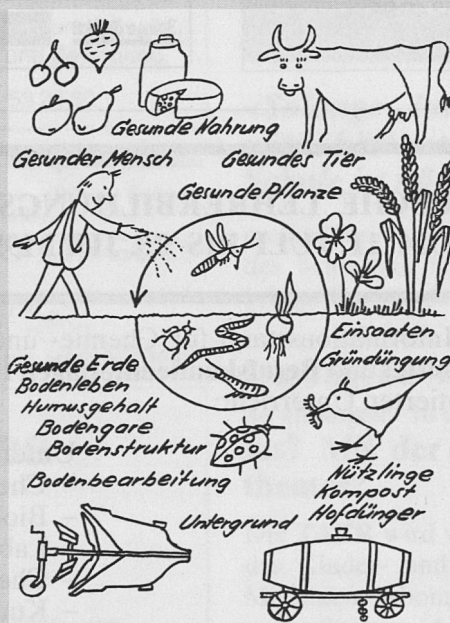 Gesunde Nahrung
Gesunder Mensch
Gesundes Tier
Gesunde Pflanze
Einsaaten
Gründüngung
Gesunde Erde
Bodenleben
Humusgehalt
Bodengare
Bodenstruktur
Bodenbearbeitung
Nützlinge
Kompost
Hofdünger
Untergrund